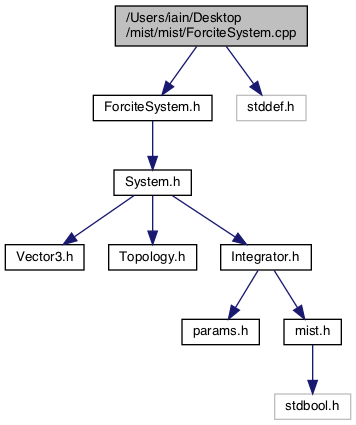 /Users/iain/Desktop
/mist/mist/ForciteSystem.cpp
ForciteSystem.h
stddef.h
System.h
Vector3.h
Topology.h
Integrator.h
params.h
mist.h
stdbool.h